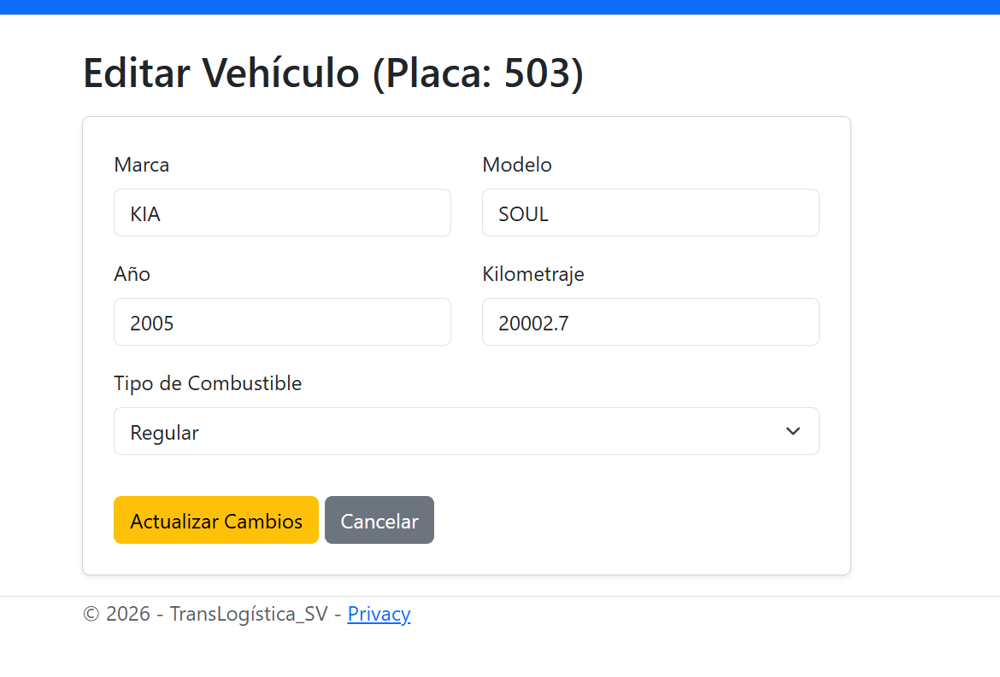 Editar Vehículo (Placa: 503)
Marca
Modelo
KIA
SOUL
Año
Kilometraje
2005
20002.7
Tipo de Combustible
Regular
Actualizar Cambios
Cancelar
© 2026 - TransLogística_SV - Privacy